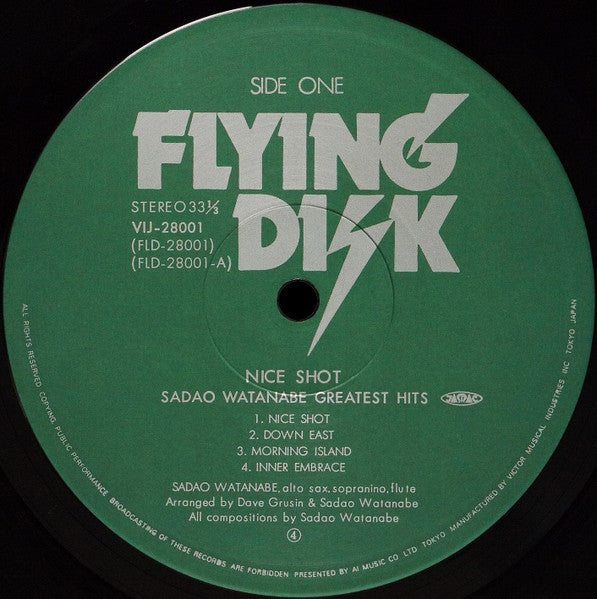 SIDE ONE
FLYING
DISK
STEREO 33⅓
VIJ-28001
(FLD-28001)
(FLD-28001-A)
NICE SHOT
SADAO WATANABE GREATEST HITS JASRAC
1. NICE SHOT
2. DOWN EAST
3. MORNING ISLAND
4. INNER EMBRACE
SADAO WATANABE, alto sax, sopranino, flute
Arranged by Dave Grusin & Sadao Watanabe
All compositions by Sadao Watanabe
④
ALL RIGHTS RESERVED COPYING, PUBLIC PERFORMANCE BROADCASTING OF THESE RECORDS ARE FORBIDDEN PRESENTED BY AI MUSIC CO LTD TOKYO MANUFACTURED BY VICTOR MUSICAL INDUSTRIES INC TOKYO JAPAN